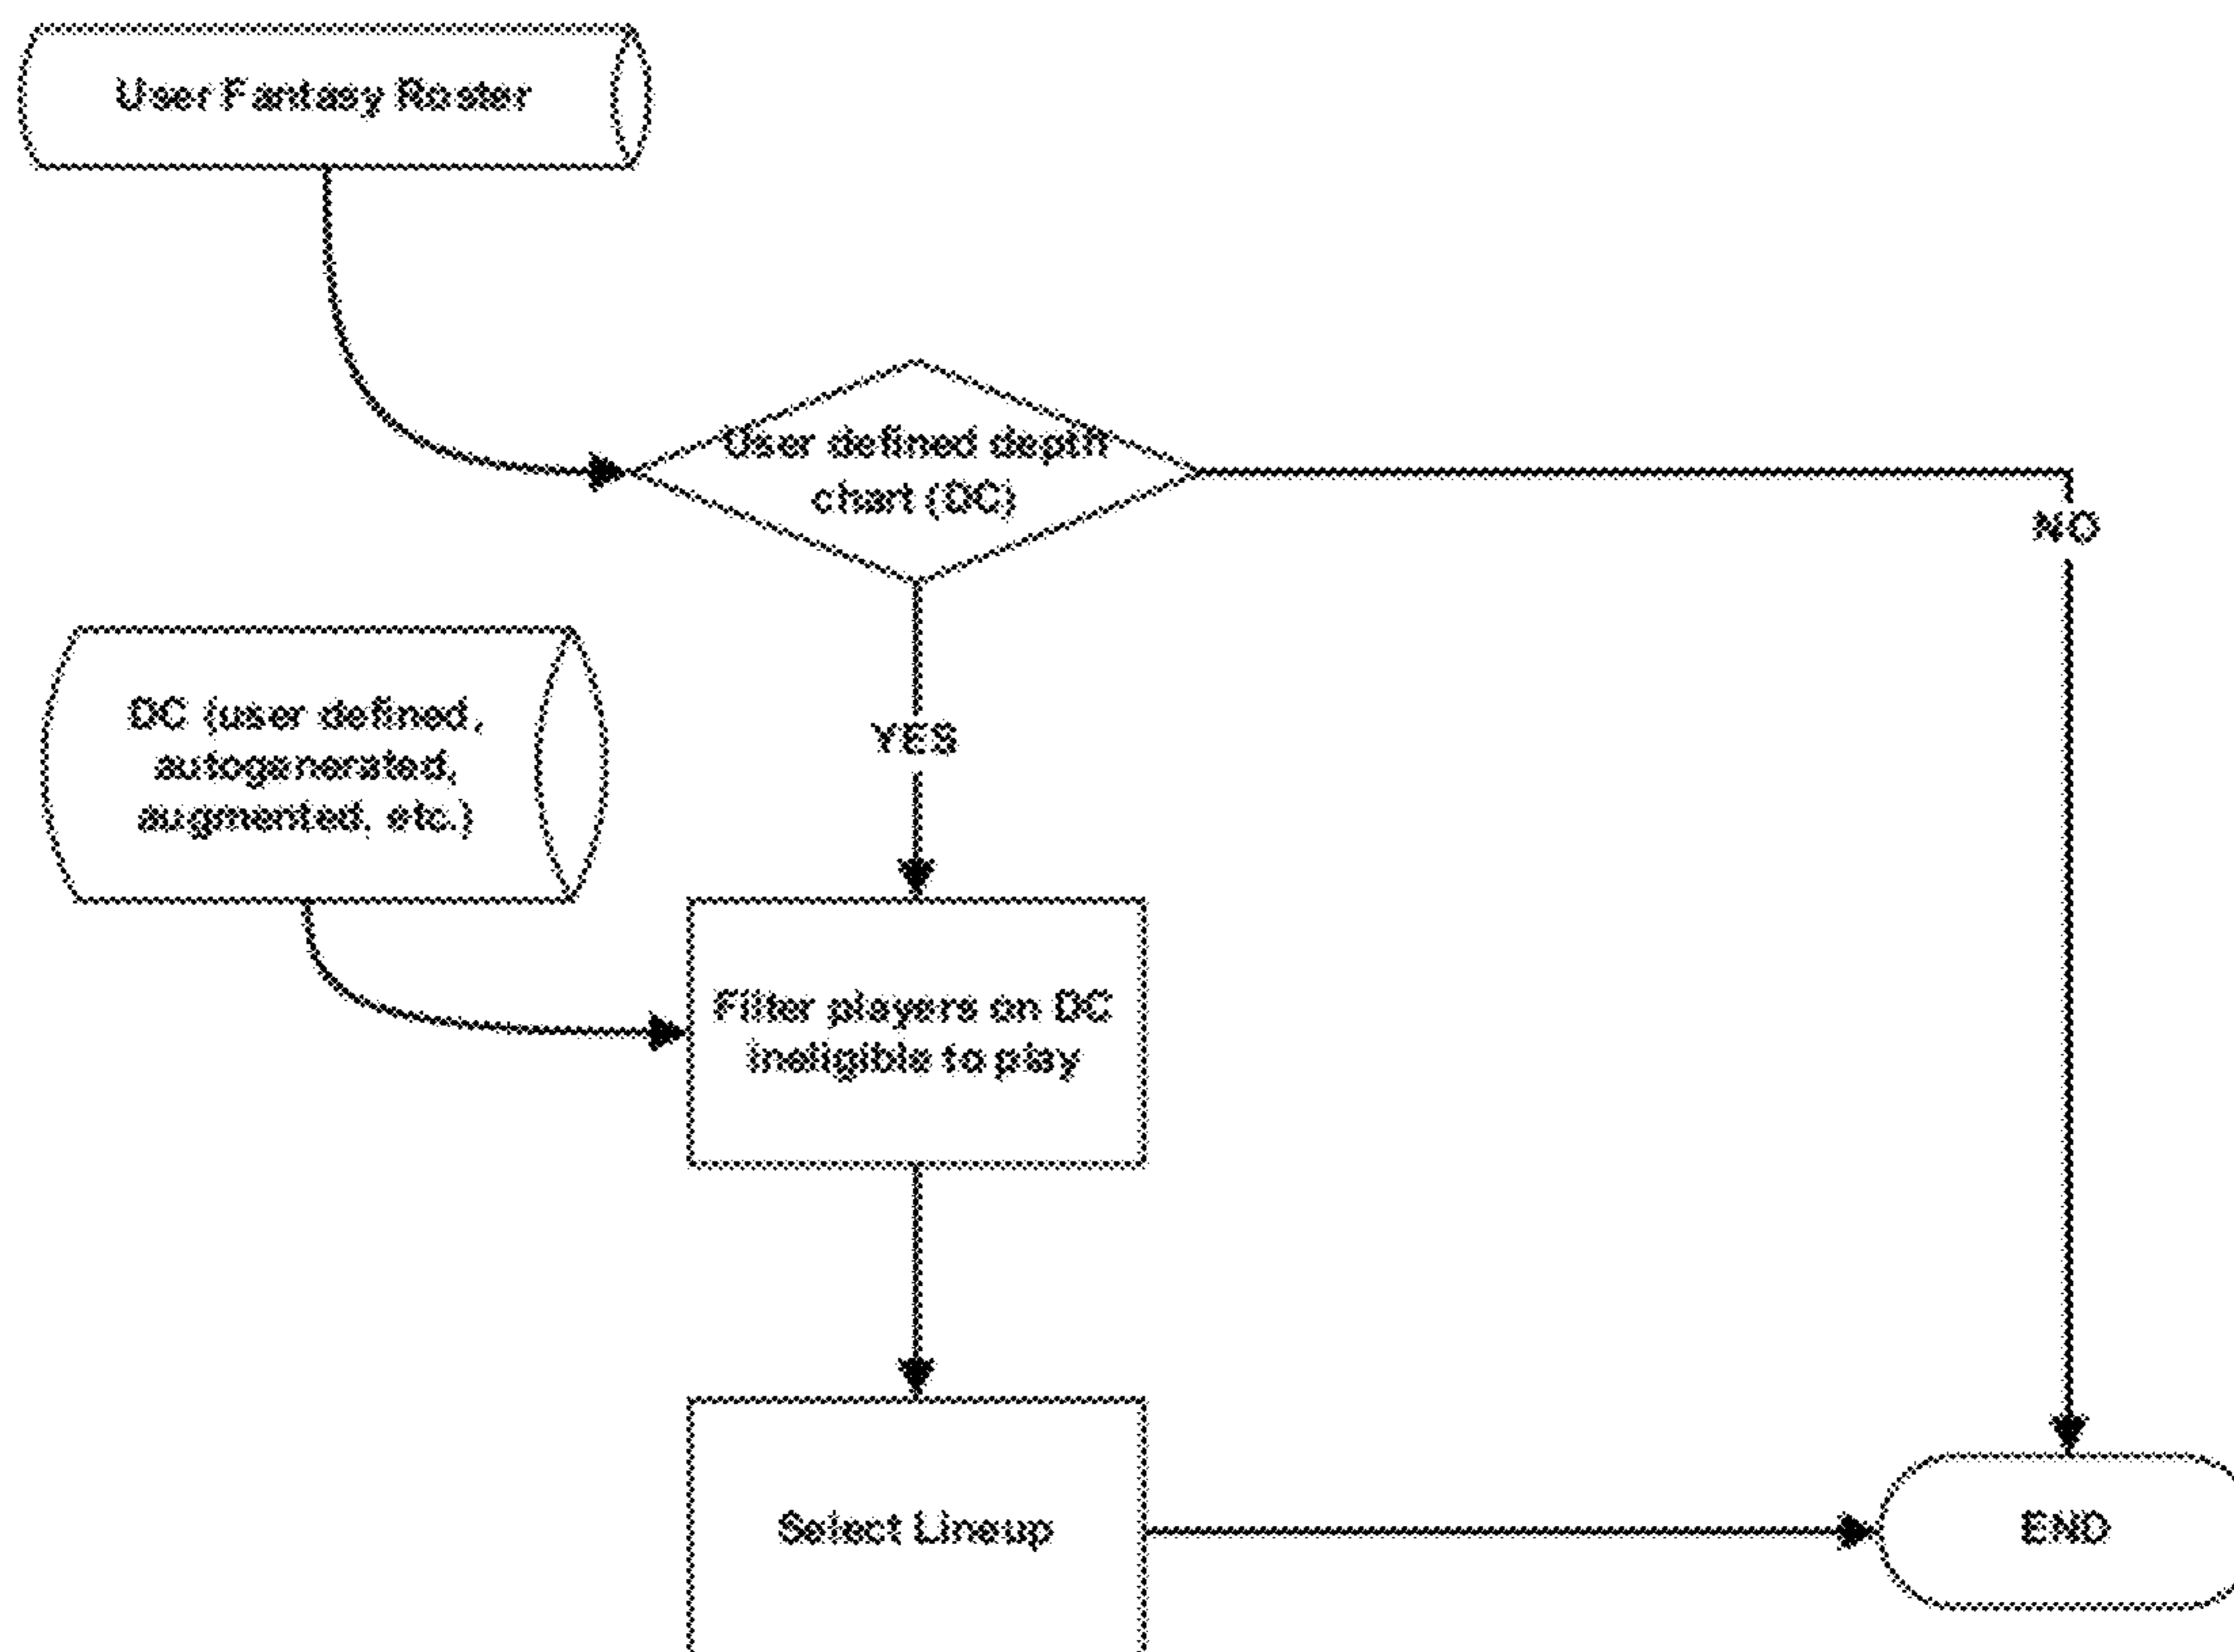 User Fantasy Roster
User defined depth
chart (DC)
NO
DC (user defined,
autogenerated,
augmented, etc.)
YES
Filter players on DC
ineligible to play
Select Lineup
END